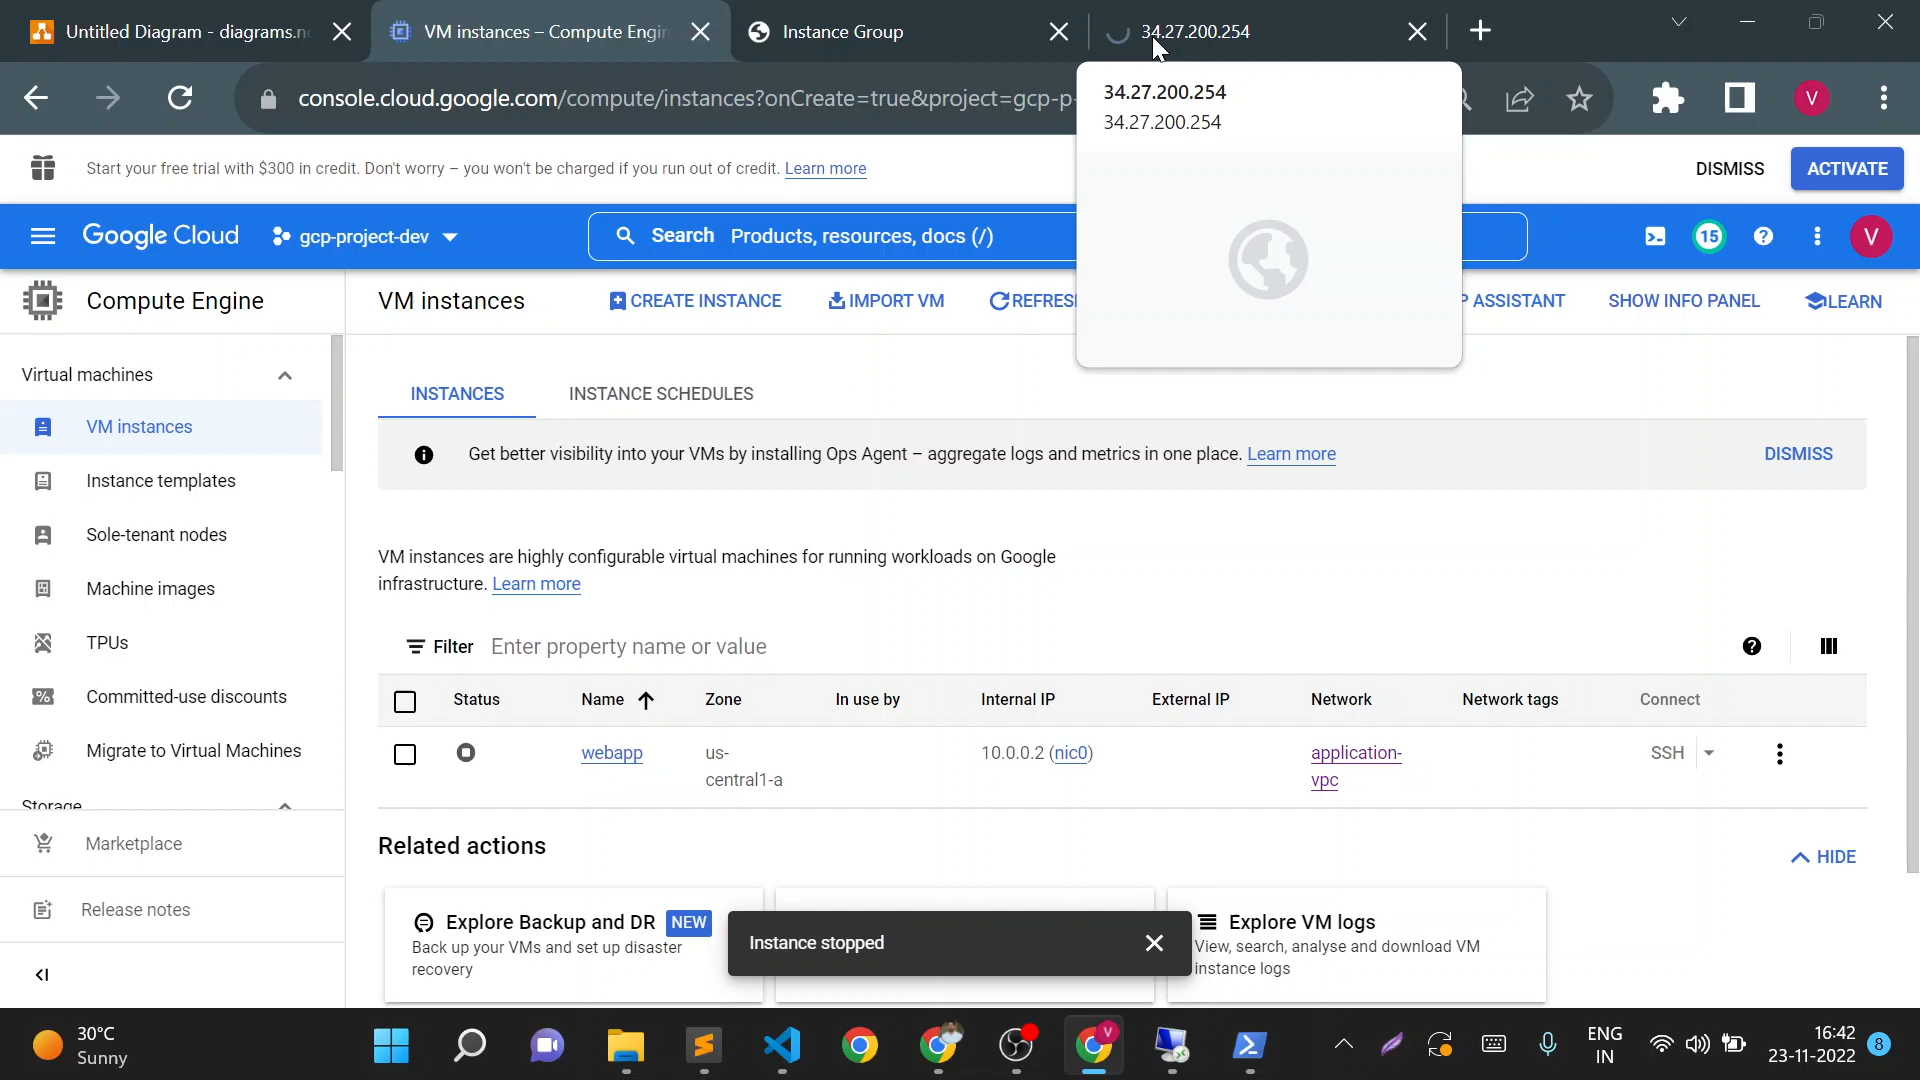 Untitled Diagram - diagrams.ne
VM instances – Compute Engin
Instance Group
34.27.200.254
console.cloud.google.com/compute/instances?onCreate=true&project=gcp-p-
34.27.200.254
34.27.200.254
Start your free trial with $300 in credit. Don't worry – you won't be charged if you run out of credit. Learn more
DISMISS
ACTIVATE
Google Cloud
gcp-project-dev
Search Products, resources, docs (/)
15
V
V
Compute Engine
VM instances
CREATE INSTANCE
IMPORT VM
REFRES
P ASSISTANT
SHOW INFO PANEL
LEARN
Virtual machines
VM instances
Instance templates
Sole-tenant nodes
Machine images
TPUs
Committed-use discounts
Migrate to Virtual Machines
Storage
Marketplace
Release notes
INSTANCES
INSTANCE SCHEDULES
Get better visibility into your VMs by installing Ops Agent – aggregate logs and metrics in one place. Learn more
DISMISS
VM instances are highly configurable virtual machines for running workloads on Google
infrastructure. Learn more
Filter Enter property name or value
Status Name Zone In use by Internal IP External IP Network Network tags Connect
webapp us-central1-a 10.0.0.2 (nic0) application-vpc SSH
Related actions
HIDE
Explore Backup and DR NEW
Back up your VMs and set up disaster
recovery
Instance stopped
Explore VM logs
View, search, analyse and download VM
instance logs
30°C
Sunny
V
ENG
IN
16:42
23-11-2022
8